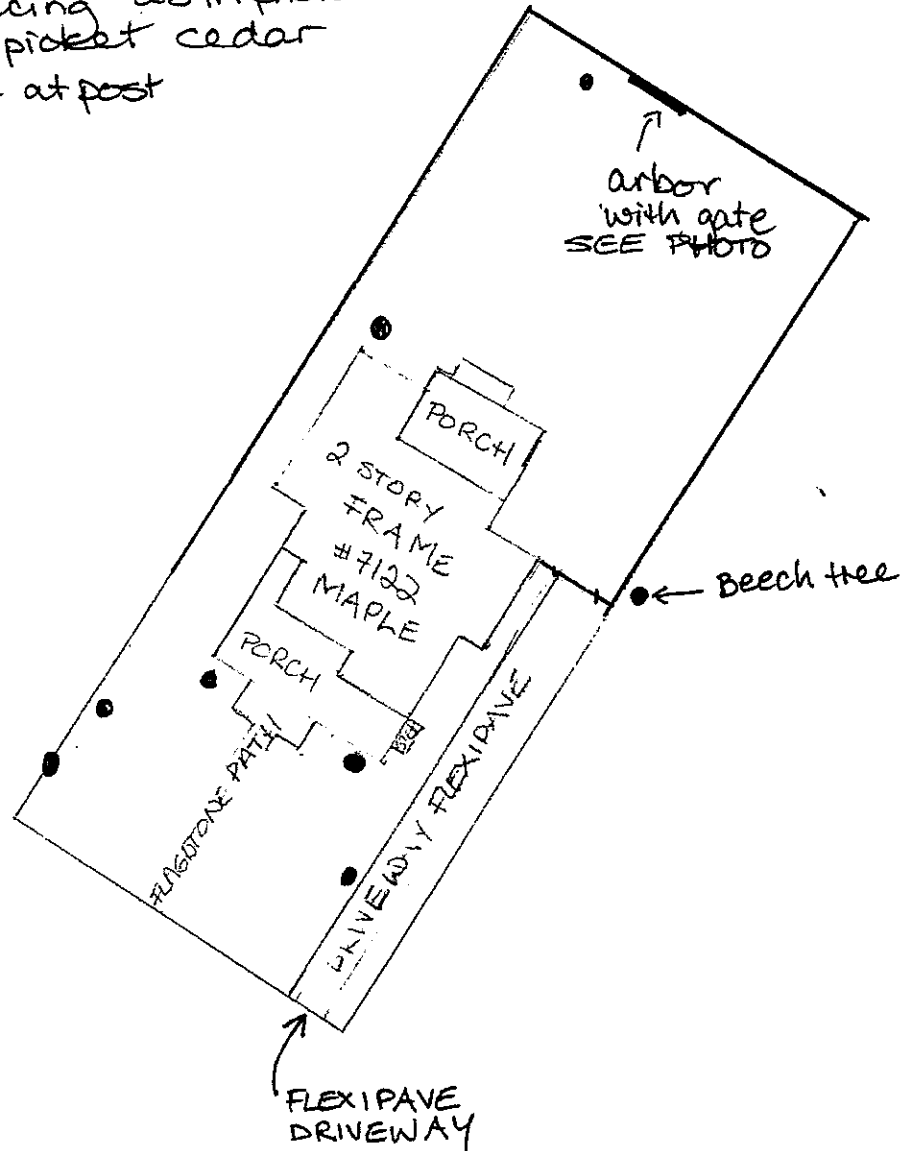 picket cedar
at post
arbor
with gate
SEE PHOTO
PORCH
2 STORY
FRAME
#7122
MAPLE
Beech tree
PORCH
FLAGSTONE PATH
DRIVEWAY FLEXIPAVE
FLEXIPAVE
DRIVEWAY